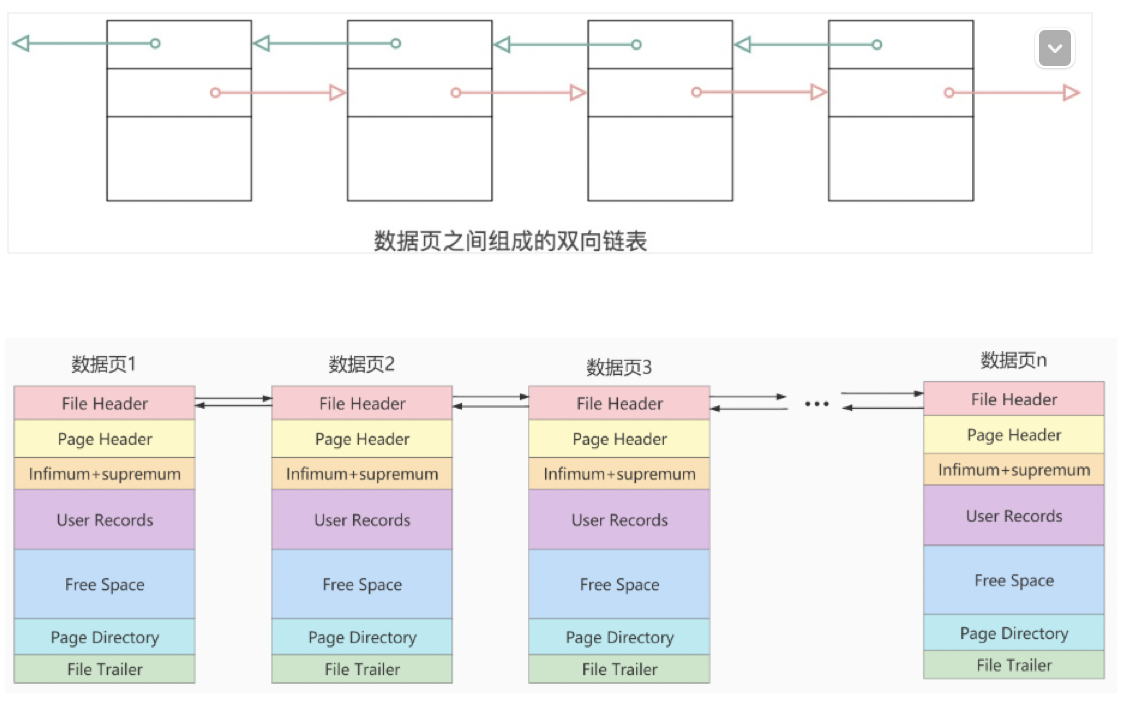 数据页之间组成的双向链表
数据页1
数据页2
数据页3
数据页n
File Header
File Header
File Header
•••
File Header
Page Header
Page Header
Page Header
Page Header
Infimum+supremum
Infimum+supremum
Infimum+supremum
Infimum+supremum
User Records
User Records
User Records
User Records
Free Space
Free Space
Free Space
Free Space
Page Directory
Page Directory
Page Directory
Page Directory
File Trailer
File Trailer
File Trailer
File Trailer